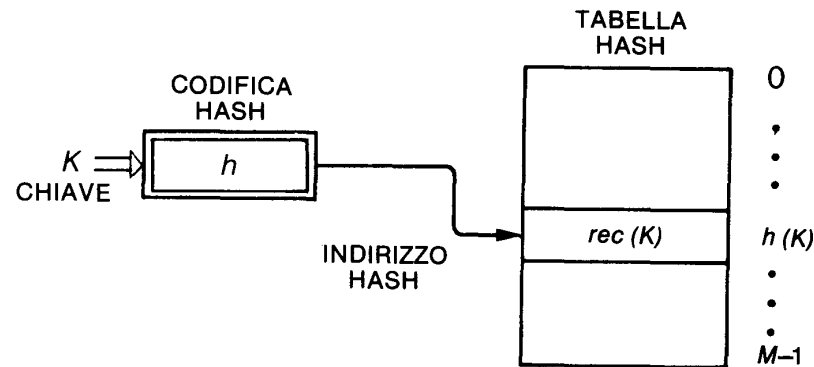 TABELLA
HASH
0
CODIFICA
HASH
K
CHIAVE
h
rec (K)
h (K)
INDIRIZZO
HASH
M–1